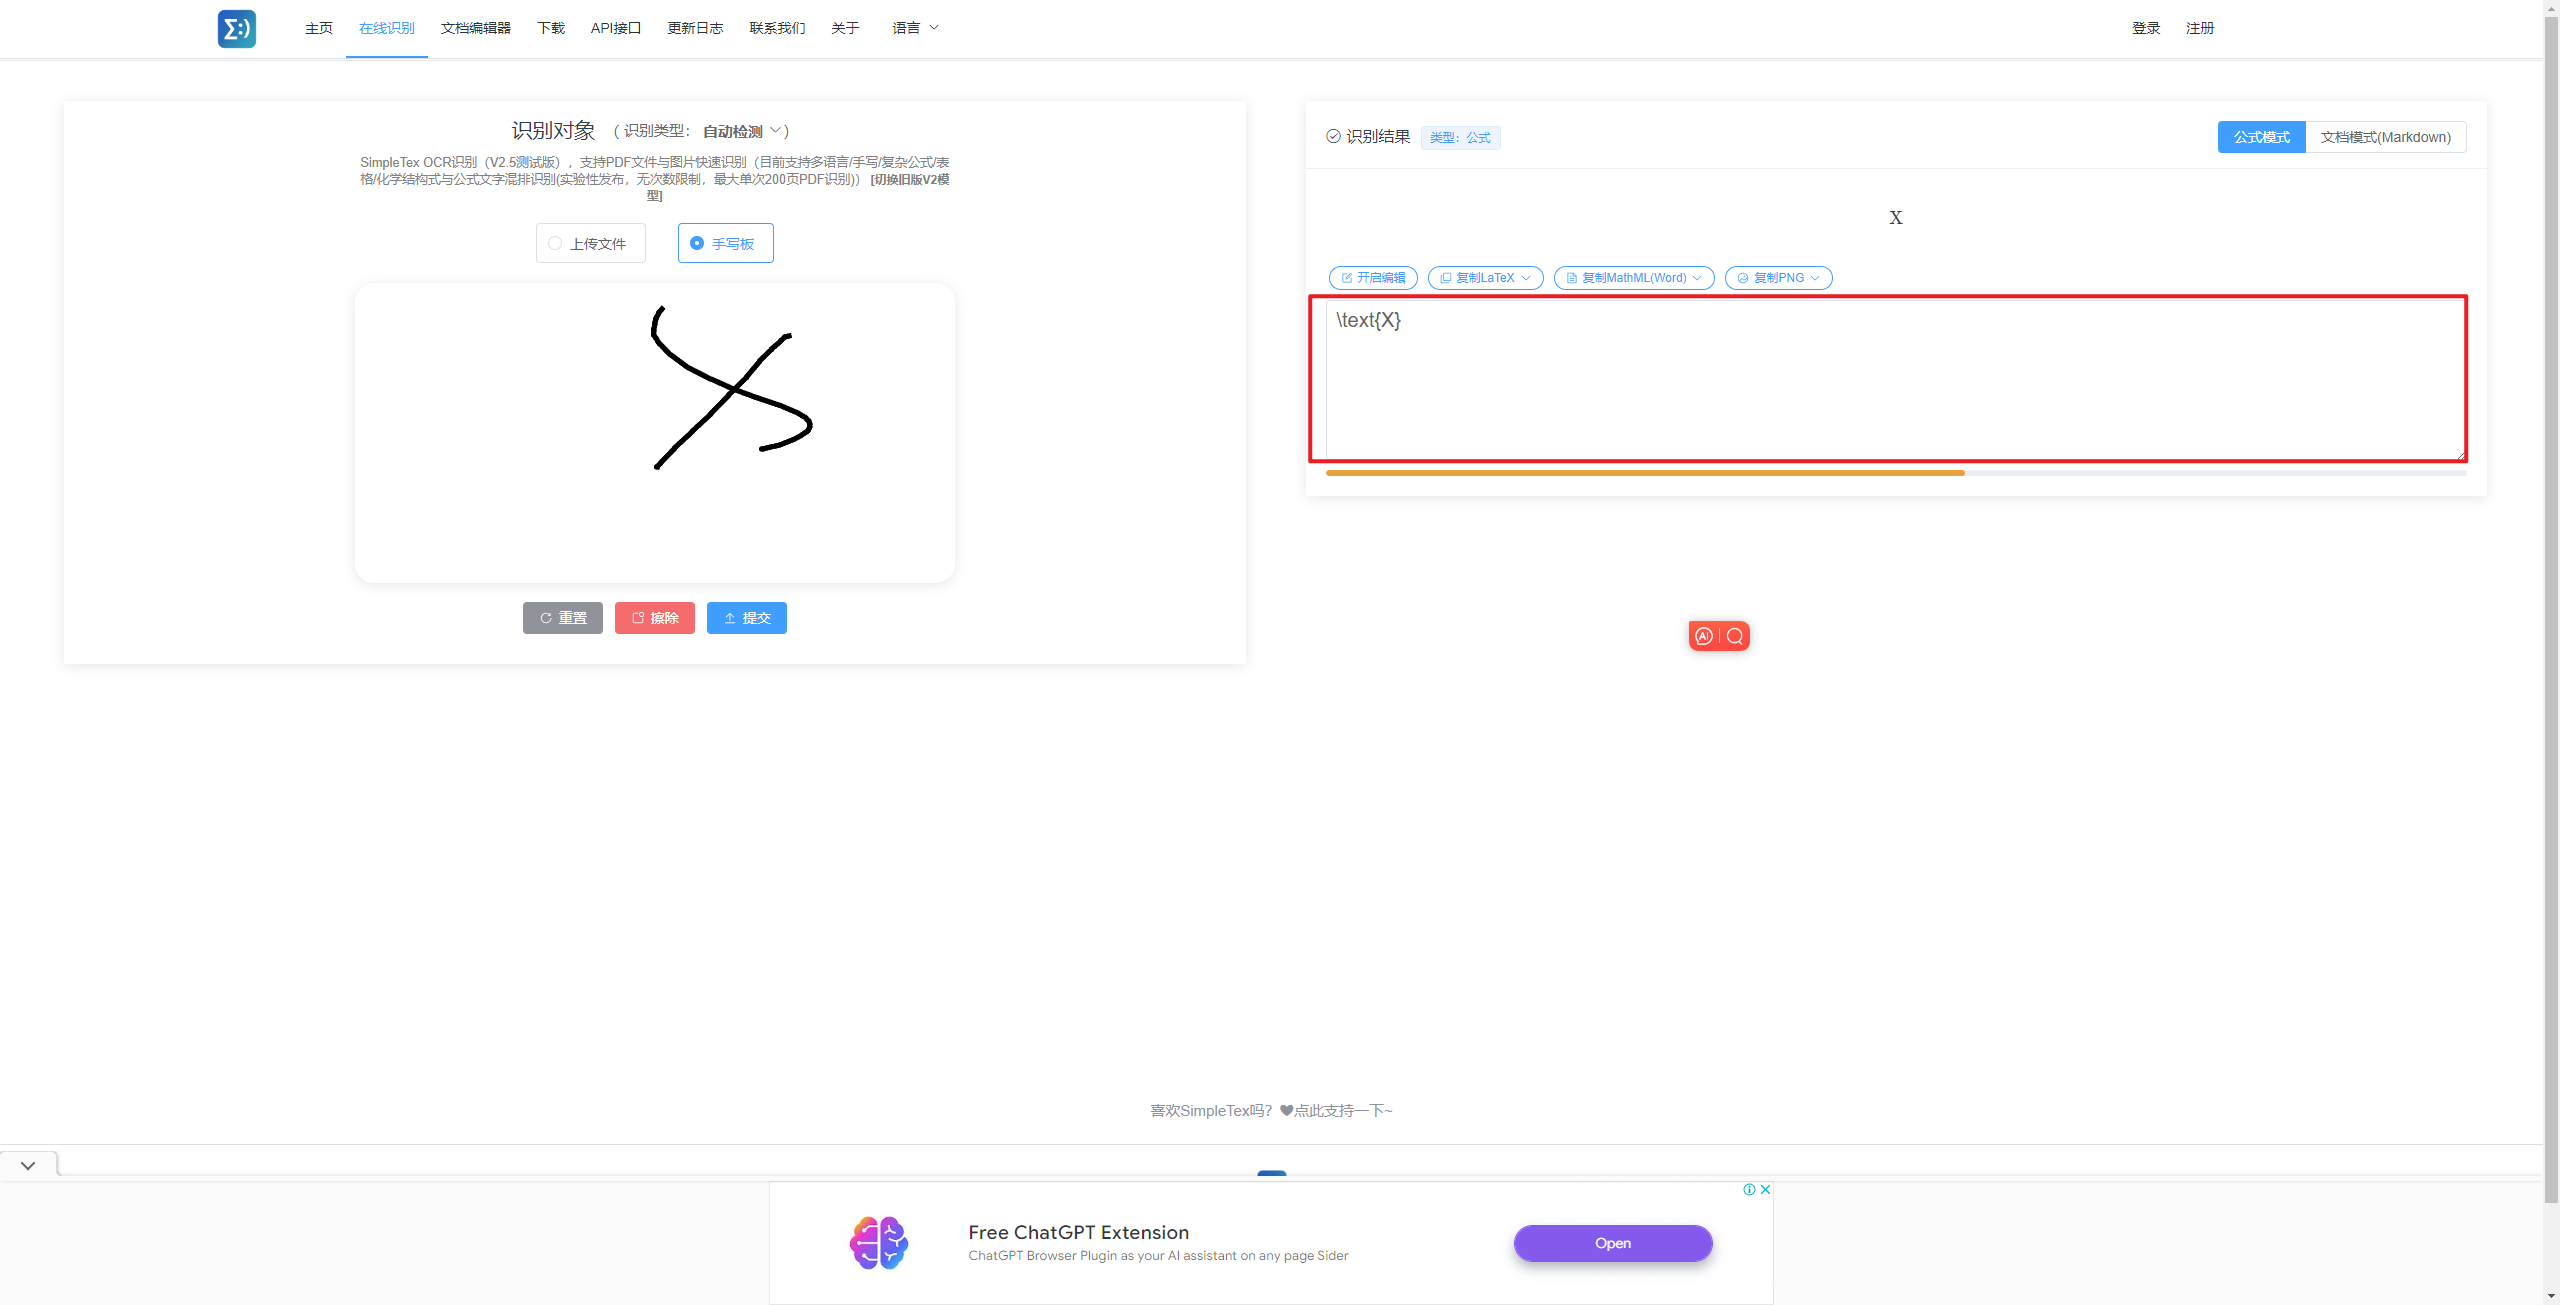 Σ:) 主页 在线识别 文档编辑器 下载 API接口 更新日志 联系我们 关于 语言 登录 注册
识别对象 ( 识别类型： 自动检测 )
SimpleTex OCR识别（V2.5测试版），支持PDF文件与图片快速识别（目前支持多语言/手写/复杂公式/表
格/化学结构式与公式文字混排识别(实验性发布，无次数限制，最大单次200页PDF识别)） [切换旧版V2模
型]
上传文件 手写板
X
重置 擦除 提交
识别结果 类型：公式 公式模式 文档模式(Markdown)
X
开启编辑 复制LaTeX 复制MathML(Word) 复制PNG
\text{X}
AI
喜欢SimpleTex吗？♥点此支持一下~
Free ChatGPT Extension
ChatGPT Browser Plugin as your AI assistant on any page Sider
Open